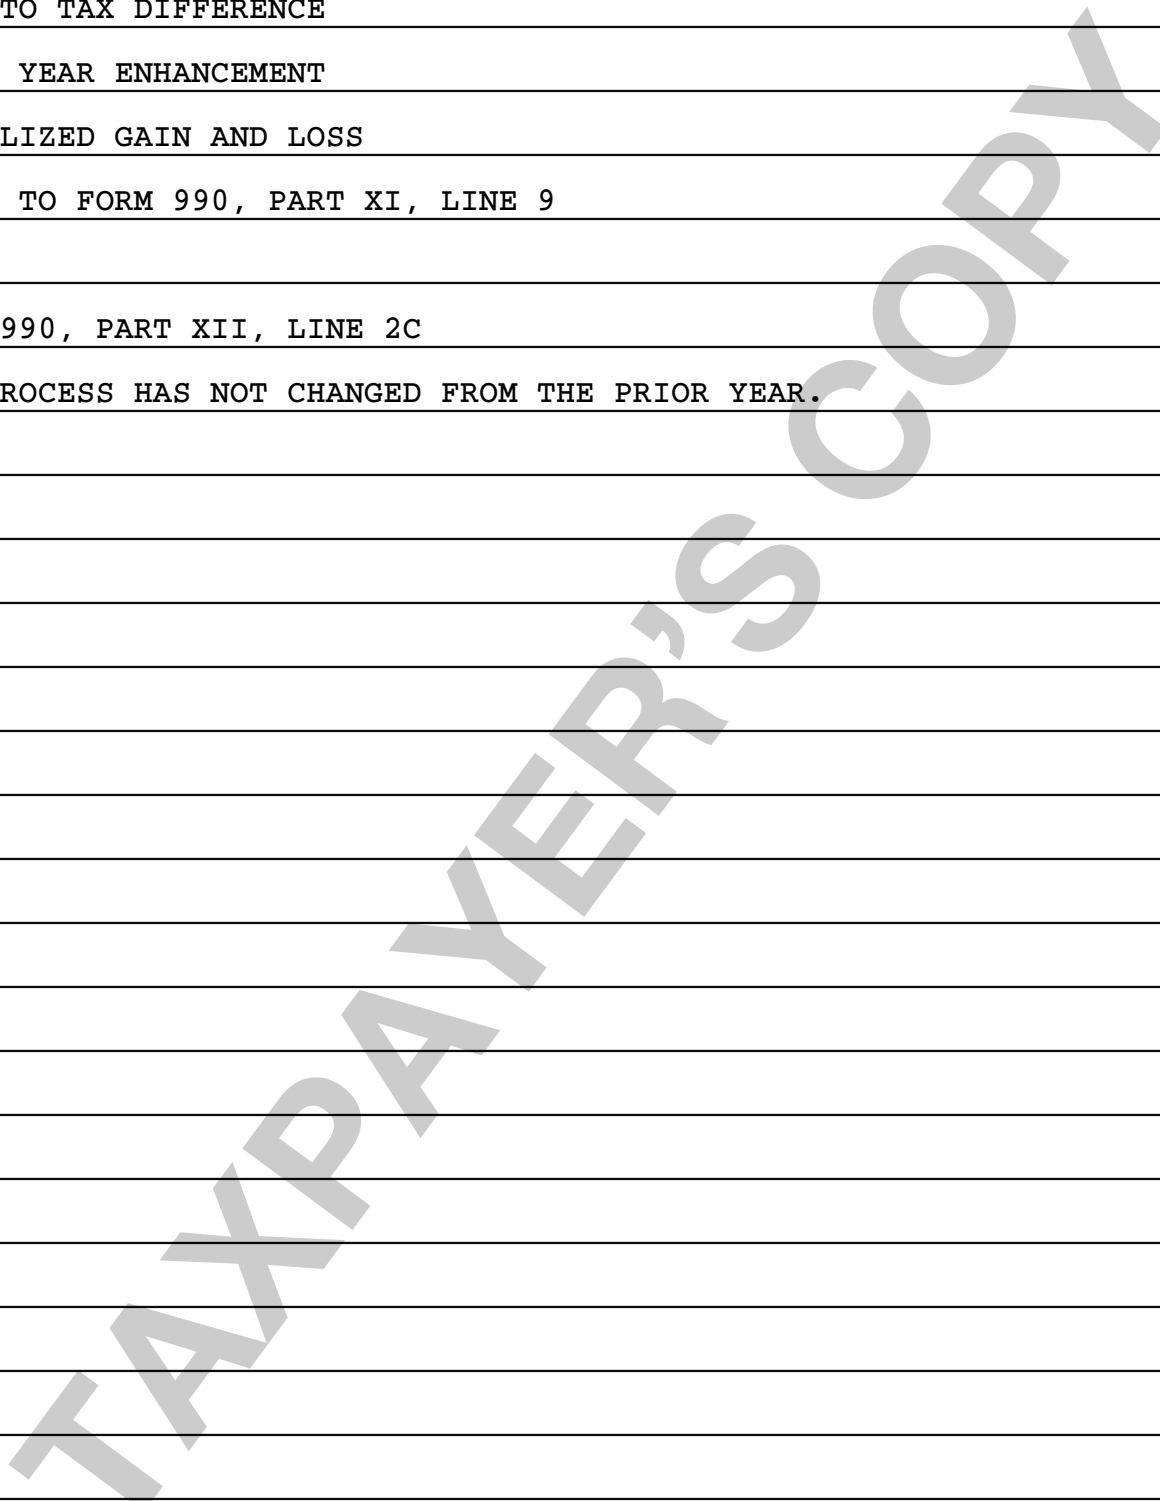 TO TAX DIFFERENCE
YEAR ENHANCEMENT
LIZED GAIN AND LOSS
TO FORM 990, PART XI, LINE 9
990, PART XII, LINE 2C
ROCESS HAS NOT CHANGED FROM THE PRIOR YEAR.
TAXPAYER’S COPY